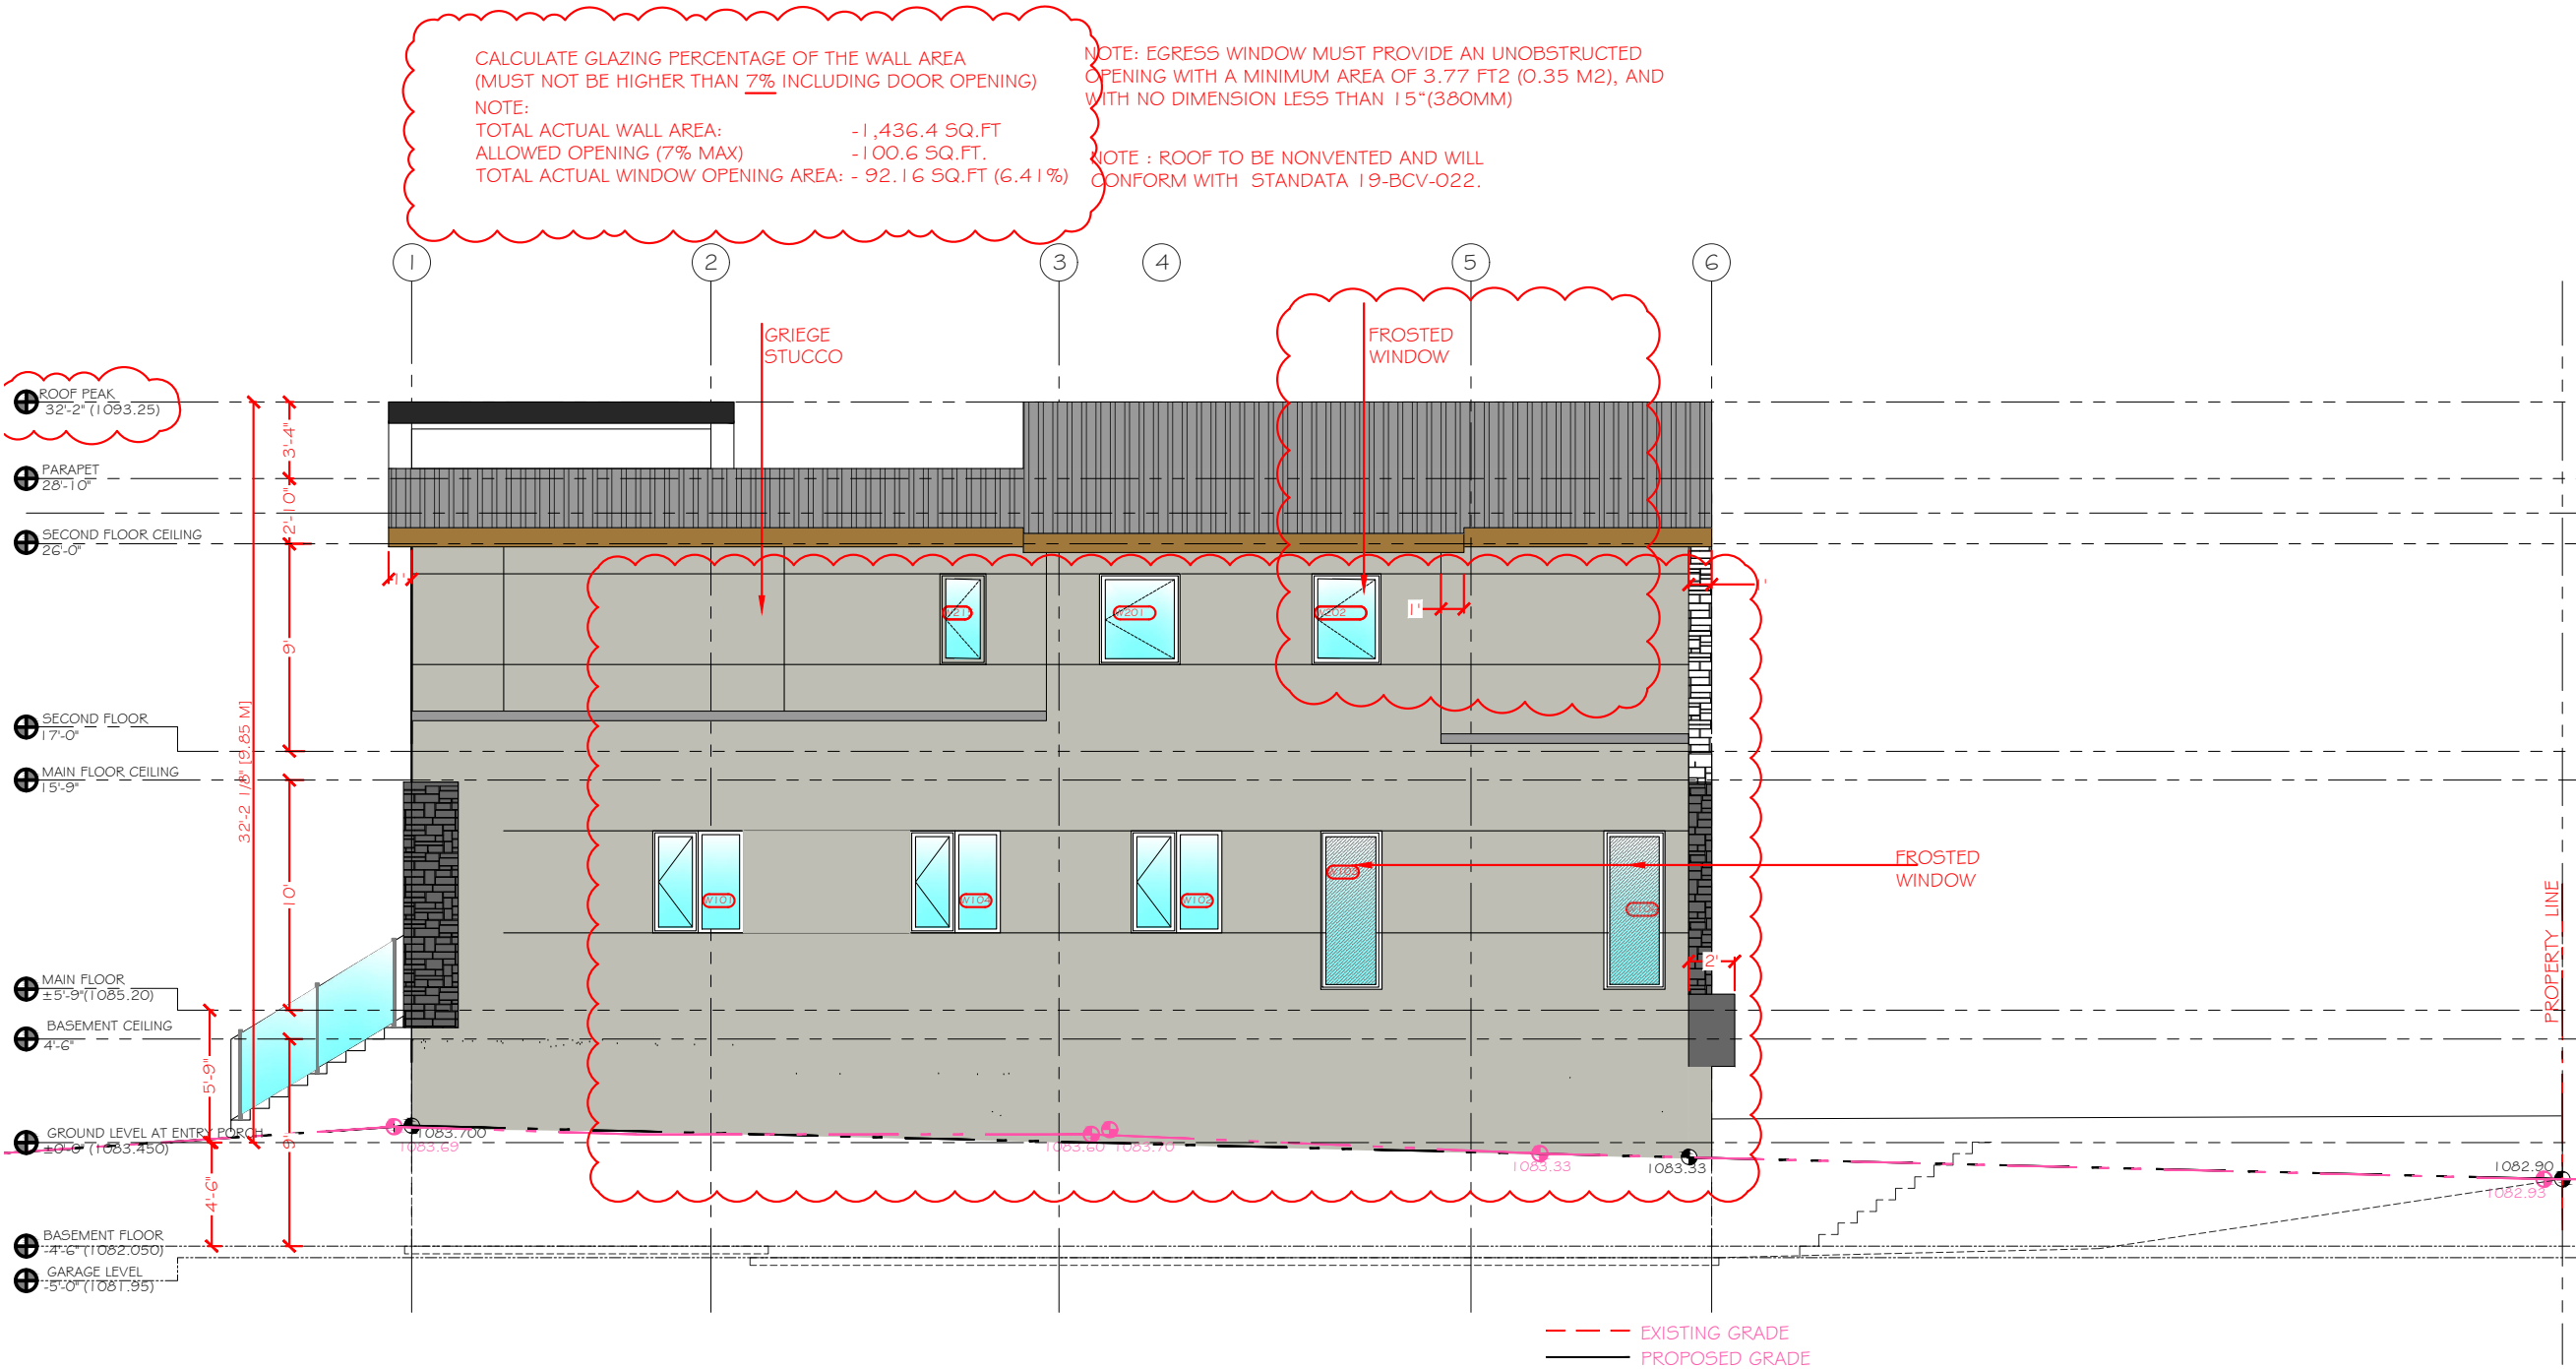 CALCULATE GLAZING PERCENTAGE OF THE WALL AREA
(MUST NOT BE HIGHER THAN 7% INCLUDING DOOR OPENING)
NOTE:
TOTAL ACTUAL WALL AREA: -1,436.4 SQ.FT
ALLOWED OPENING (7% MAX) -100.6 SQ.FT.
TOTAL ACTUAL WINDOW OPENING AREA: - 92.16 SQ.FT (6.41%)
NOTE: EGRESS WINDOW MUST PROVIDE AN UNOBSTRUCTED
OPENING WITH A MINIMUM AREA OF 3.77 FT2 (0.35 M2), AND
WITH NO DIMENSION LESS THAN 15"(380MM)
NOTE : ROOF TO BE NONVENTED AND WILL
CONFORM WITH STANDATA 19-BCV-022.
1 2 3 4 5 6
GRIEGE
STUCCO
FROSTED
WINDOW
ROOF PEAK
32'-2" (1093.25)
3'-4"
PARAPET
28'-10"
2'-10"
SECOND FLOOR CEILING
26'-0"
1'
W201
W202
1'
1'
9'
SECOND FLOOR
17'-0"
32'-2 1/8" [9.85 M]
MAIN FLOOR CEILING
15'-9"
10'
W101
W104
W102
FROSTED
WINDOW
PROPERTY LINE
2'
MAIN FLOOR
±5'-9"(1085.20)
BASEMENT CEILING
4'-6"
5'-9"
9'
GROUND LEVEL AT ENTRY PORCH
±0'-0" (1083.450)
1083.700
1083.69
1083.60 1083.70
1083.33
1083.33
1082.90
1082.93
4'-6"
BASEMENT FLOOR
-4'-6" (1082.050)
GARAGE LEVEL
-5'-0" (1081.95)
EXISTING GRADE
PROPOSED GRADE